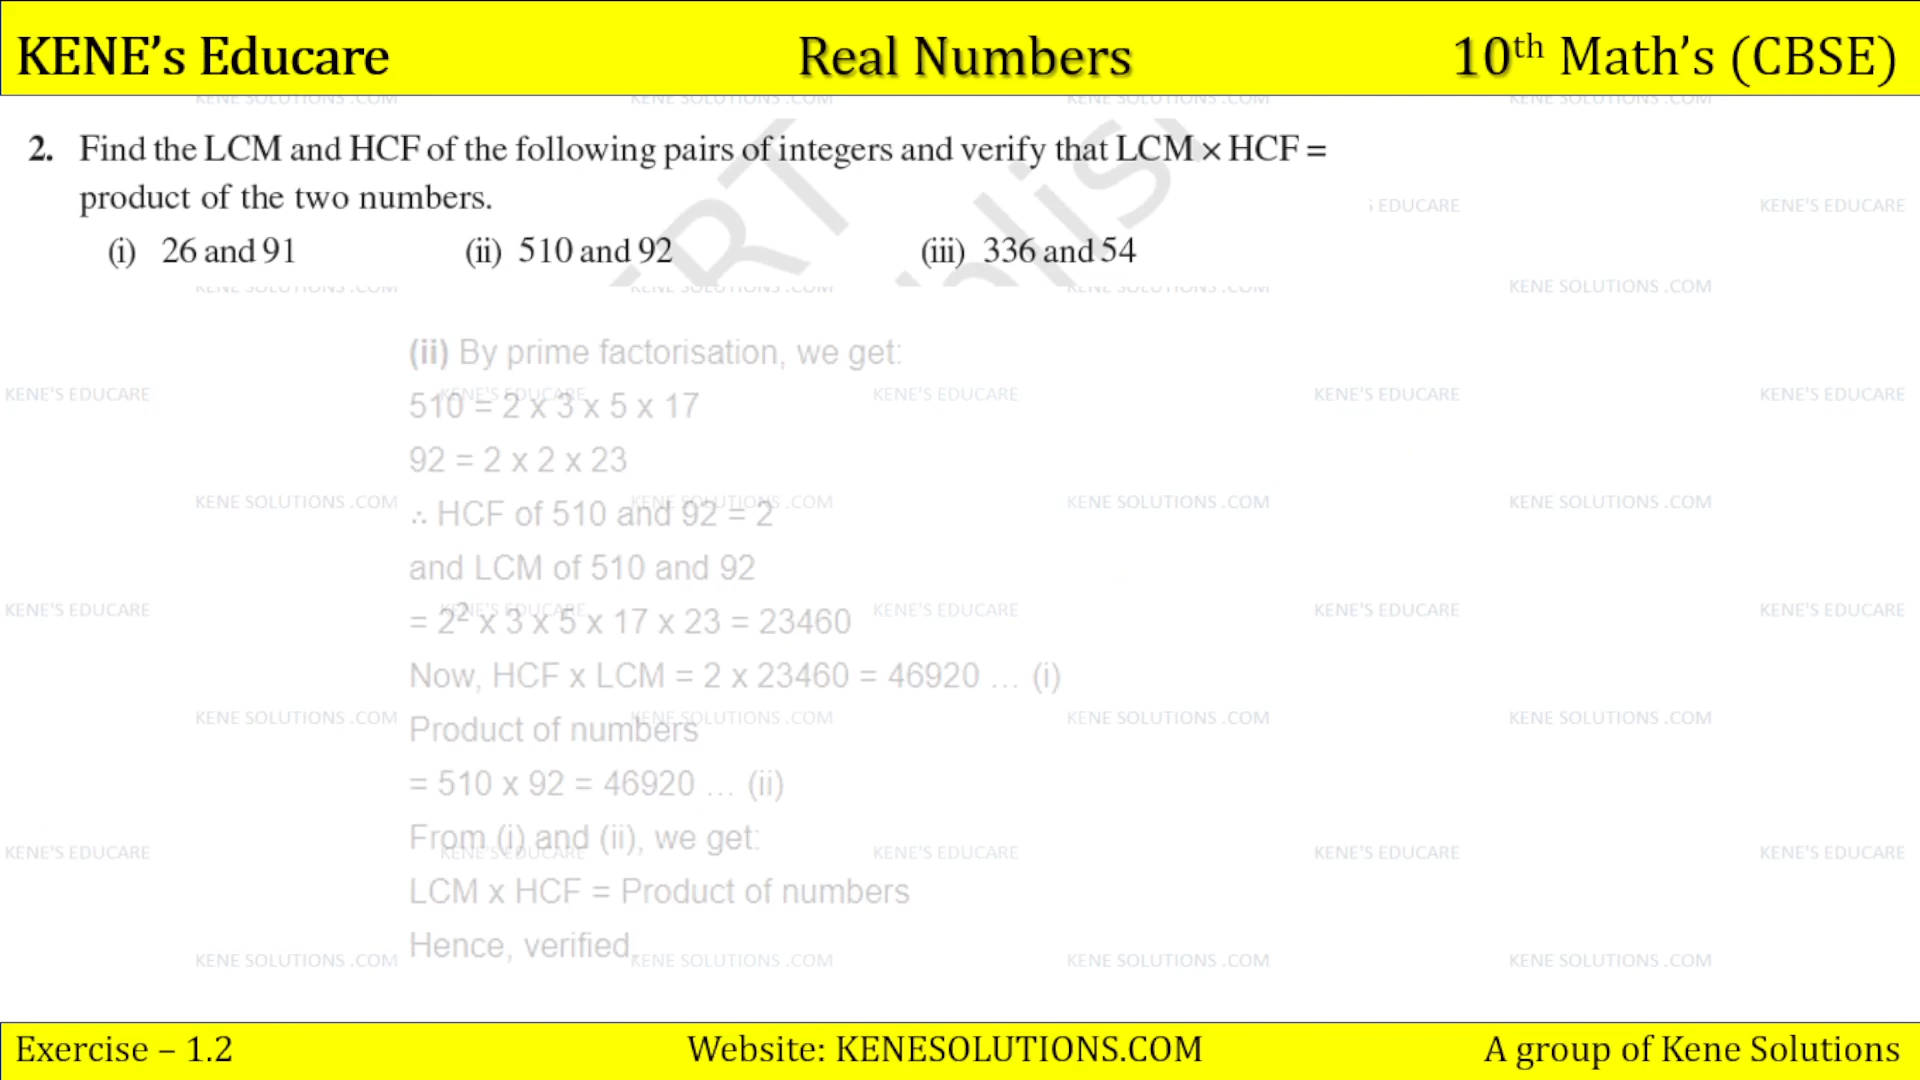 KENE's Educare
Real Numbers
10th Math's (CBSE)
2. Find the LCM and HCF of the following pairs of integers and verify that LCM × HCF =
product of the two numbers.
(i) 26 and 91 (ii) 510 and 92 (iii) 336 and 54
(ii) By prime factorisation, we get:
510 = 2 x 3 x 5 x 17
92 = 2 x 2 x 23
∴ HCF of 510 and 92 = 2
and LCM of 510 and 92
= 2² x 3 x 5 x 17 x 23 = 23460
Now, HCF x LCM = 2 x 23460 = 46920 … (i)
Product of numbers
= 510 x 92 = 46920 … (ii)
From (i) and (ii), we get:
LCM x HCF = Product of numbers
Hence, verified.
KENE'S EDUCARE
KENE SOLUTIONS .COM
Exercise – 1.2
Website: KENESOLUTIONS.COM
A group of Kene Solutions